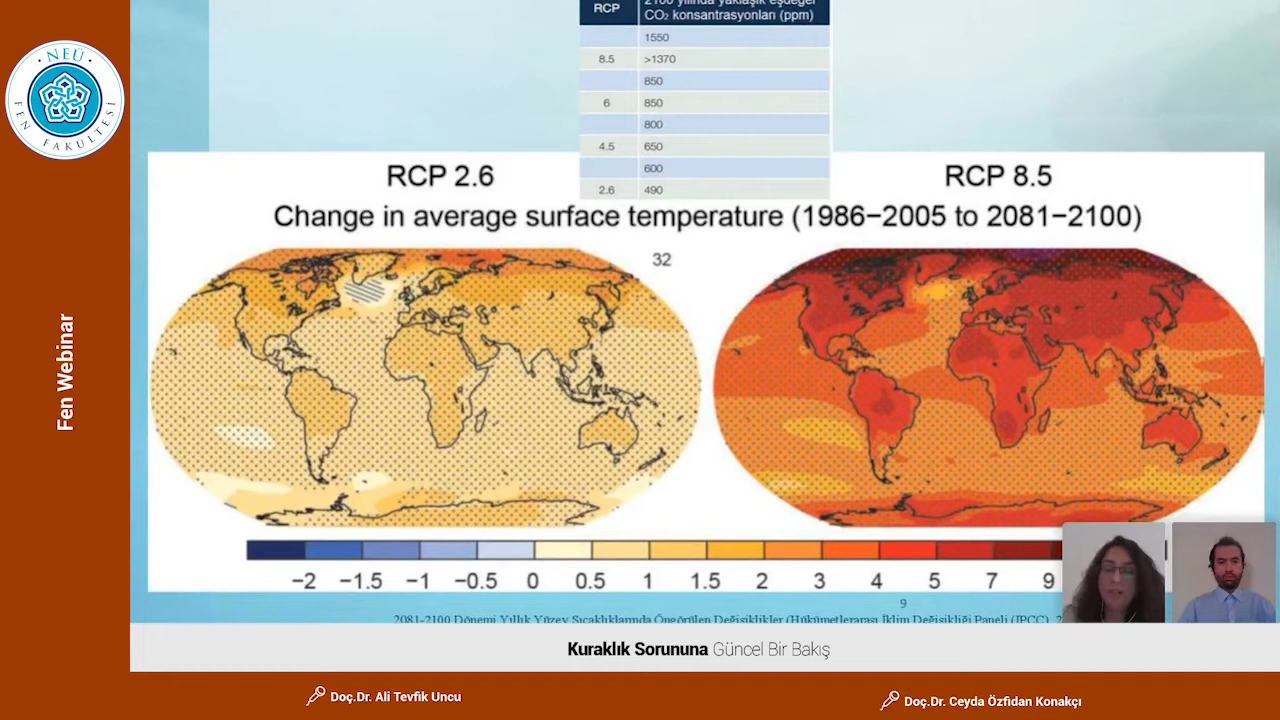 · NEÜ ·
FEN FAKÜLTESİ
Fen Webinar
RCP
2100 yılında yaklaşık eşdeğer
CO₂ konsantrasyonları (ppm)
1550
8.5 >1370
850
6 850
800
4.5 650
600
2.6 490
RCP 2.6 RCP 8.5
Change in average surface temperature (1986−2005 to 2081−2100)
32
−2 −1.5 −1 −0.5 0 0.5 1 1.5 2 3 4 5 7 9
9
2081-2100 Dönemi Yıllık Yüzey Sıcaklıklarında Öngörülen Değişiklikler (Hükümetlerarası İklim Değişikliği Paneli (IPCC), 2
Kuraklık Sorununa Güncel Bir Bakış
Doç.Dr. Ali Tevfik Uncu
Doç.Dr. Ceyda Özfidan Konakçı